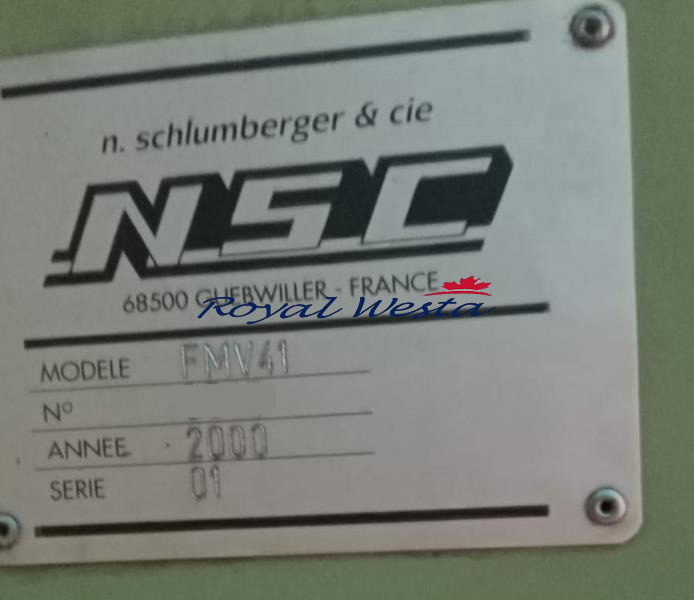 n. schlumberger & cie
NSC
68500 GUEBWILLER - FRANCE
Royal Westa
MODELE FMV41
N°
ANNEE 2000
SERIE 01